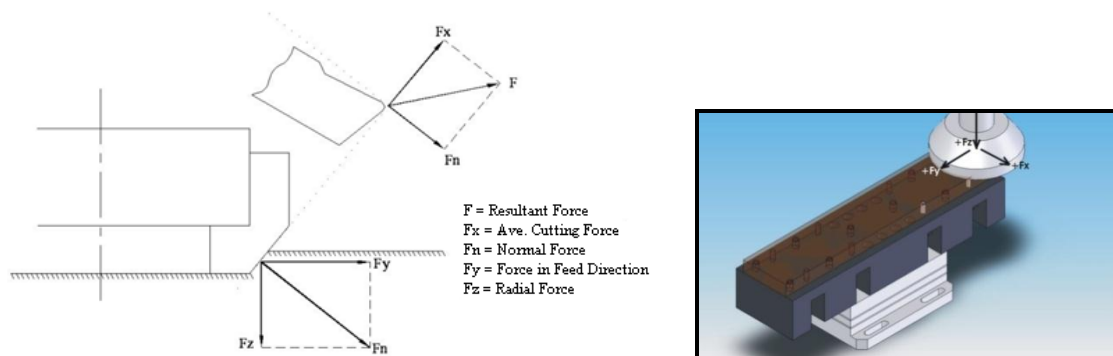 Fx
F
Fn
F = Resultant Force
Fx = Ave. Cutting Force
Fn = Normal Force
Fy = Force in Feed Direction
Fz = Radial Force
Fy
Fz
Fn
+Fz
+Fy
+Fx